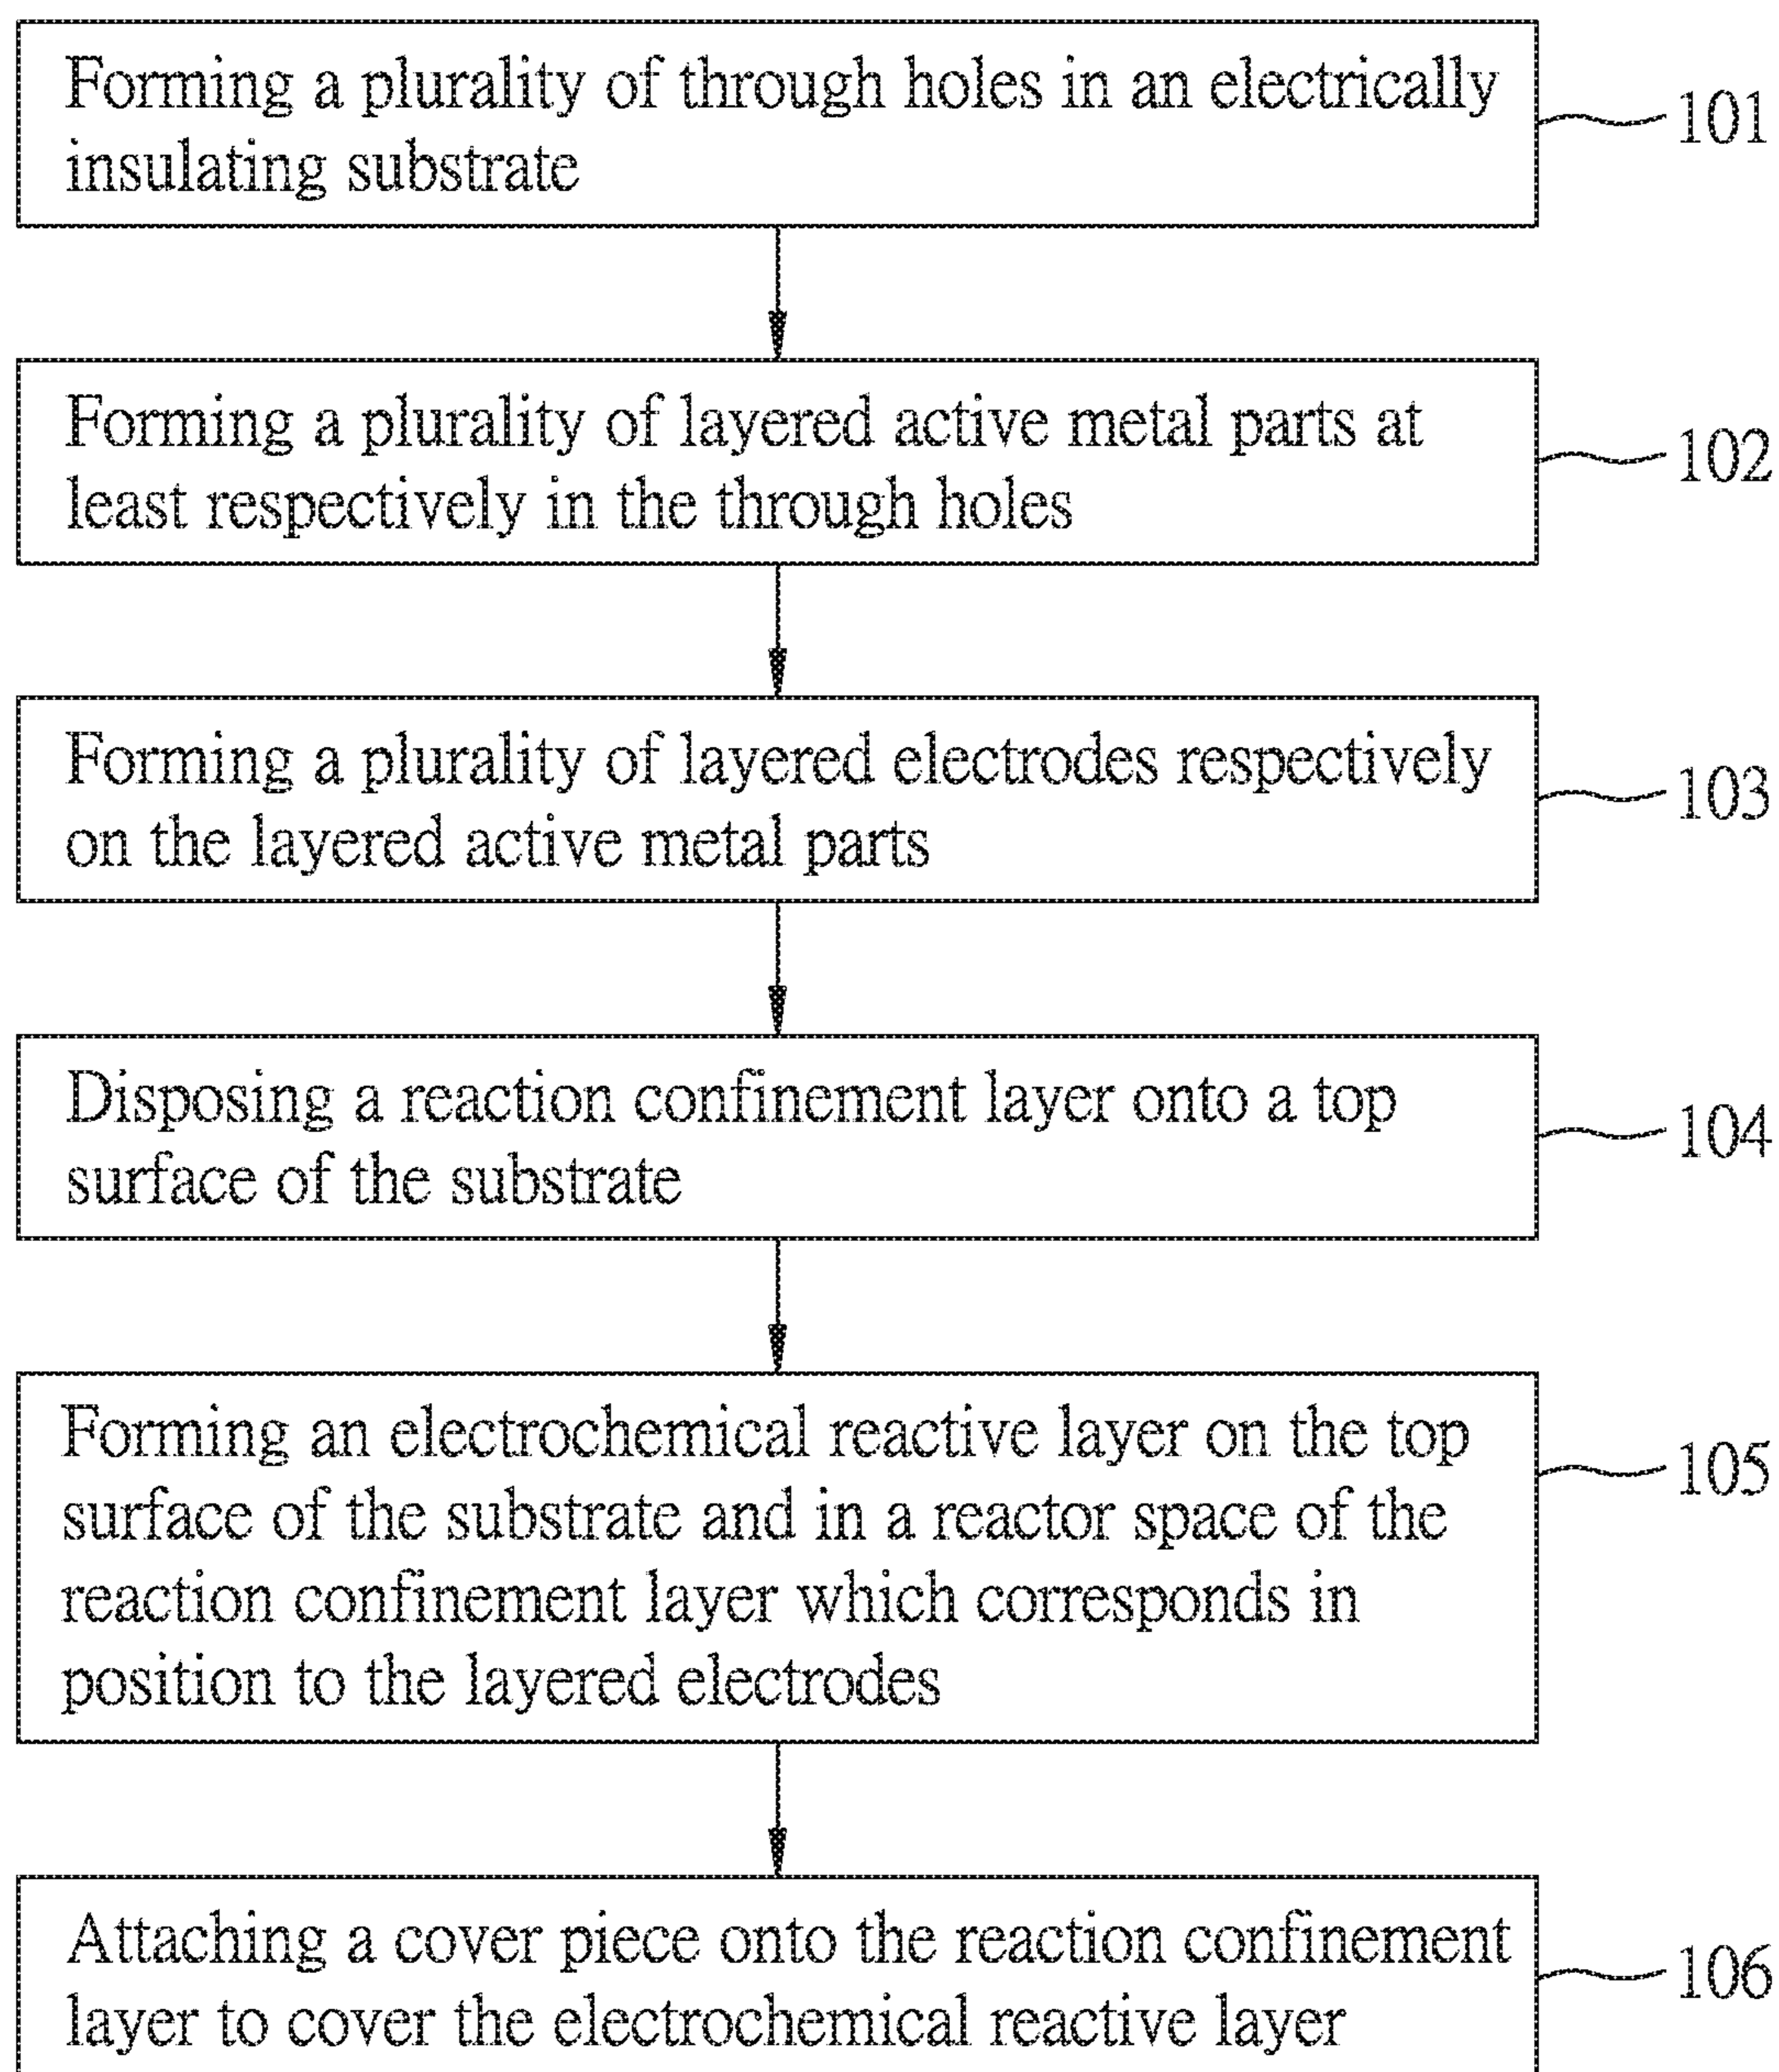 Forming a plurality of through holes in an electrically
insulating substrate
101
Forming a plurality of layered active metal parts at
least respectively in the through holes
102
Forming a plurality of layered electrodes respectively
on the layered active metal parts
103
Disposing a reaction confinement layer onto a top
surface of the substrate
104
Forming an electrochemical reactive layer on the top
surface of the substrate and in a reactor space of the
reaction confinement layer which corresponds in
position to the layered electrodes
105
Attaching a cover piece onto the reaction confinement
layer to cover the electrochemical reactive layer
106